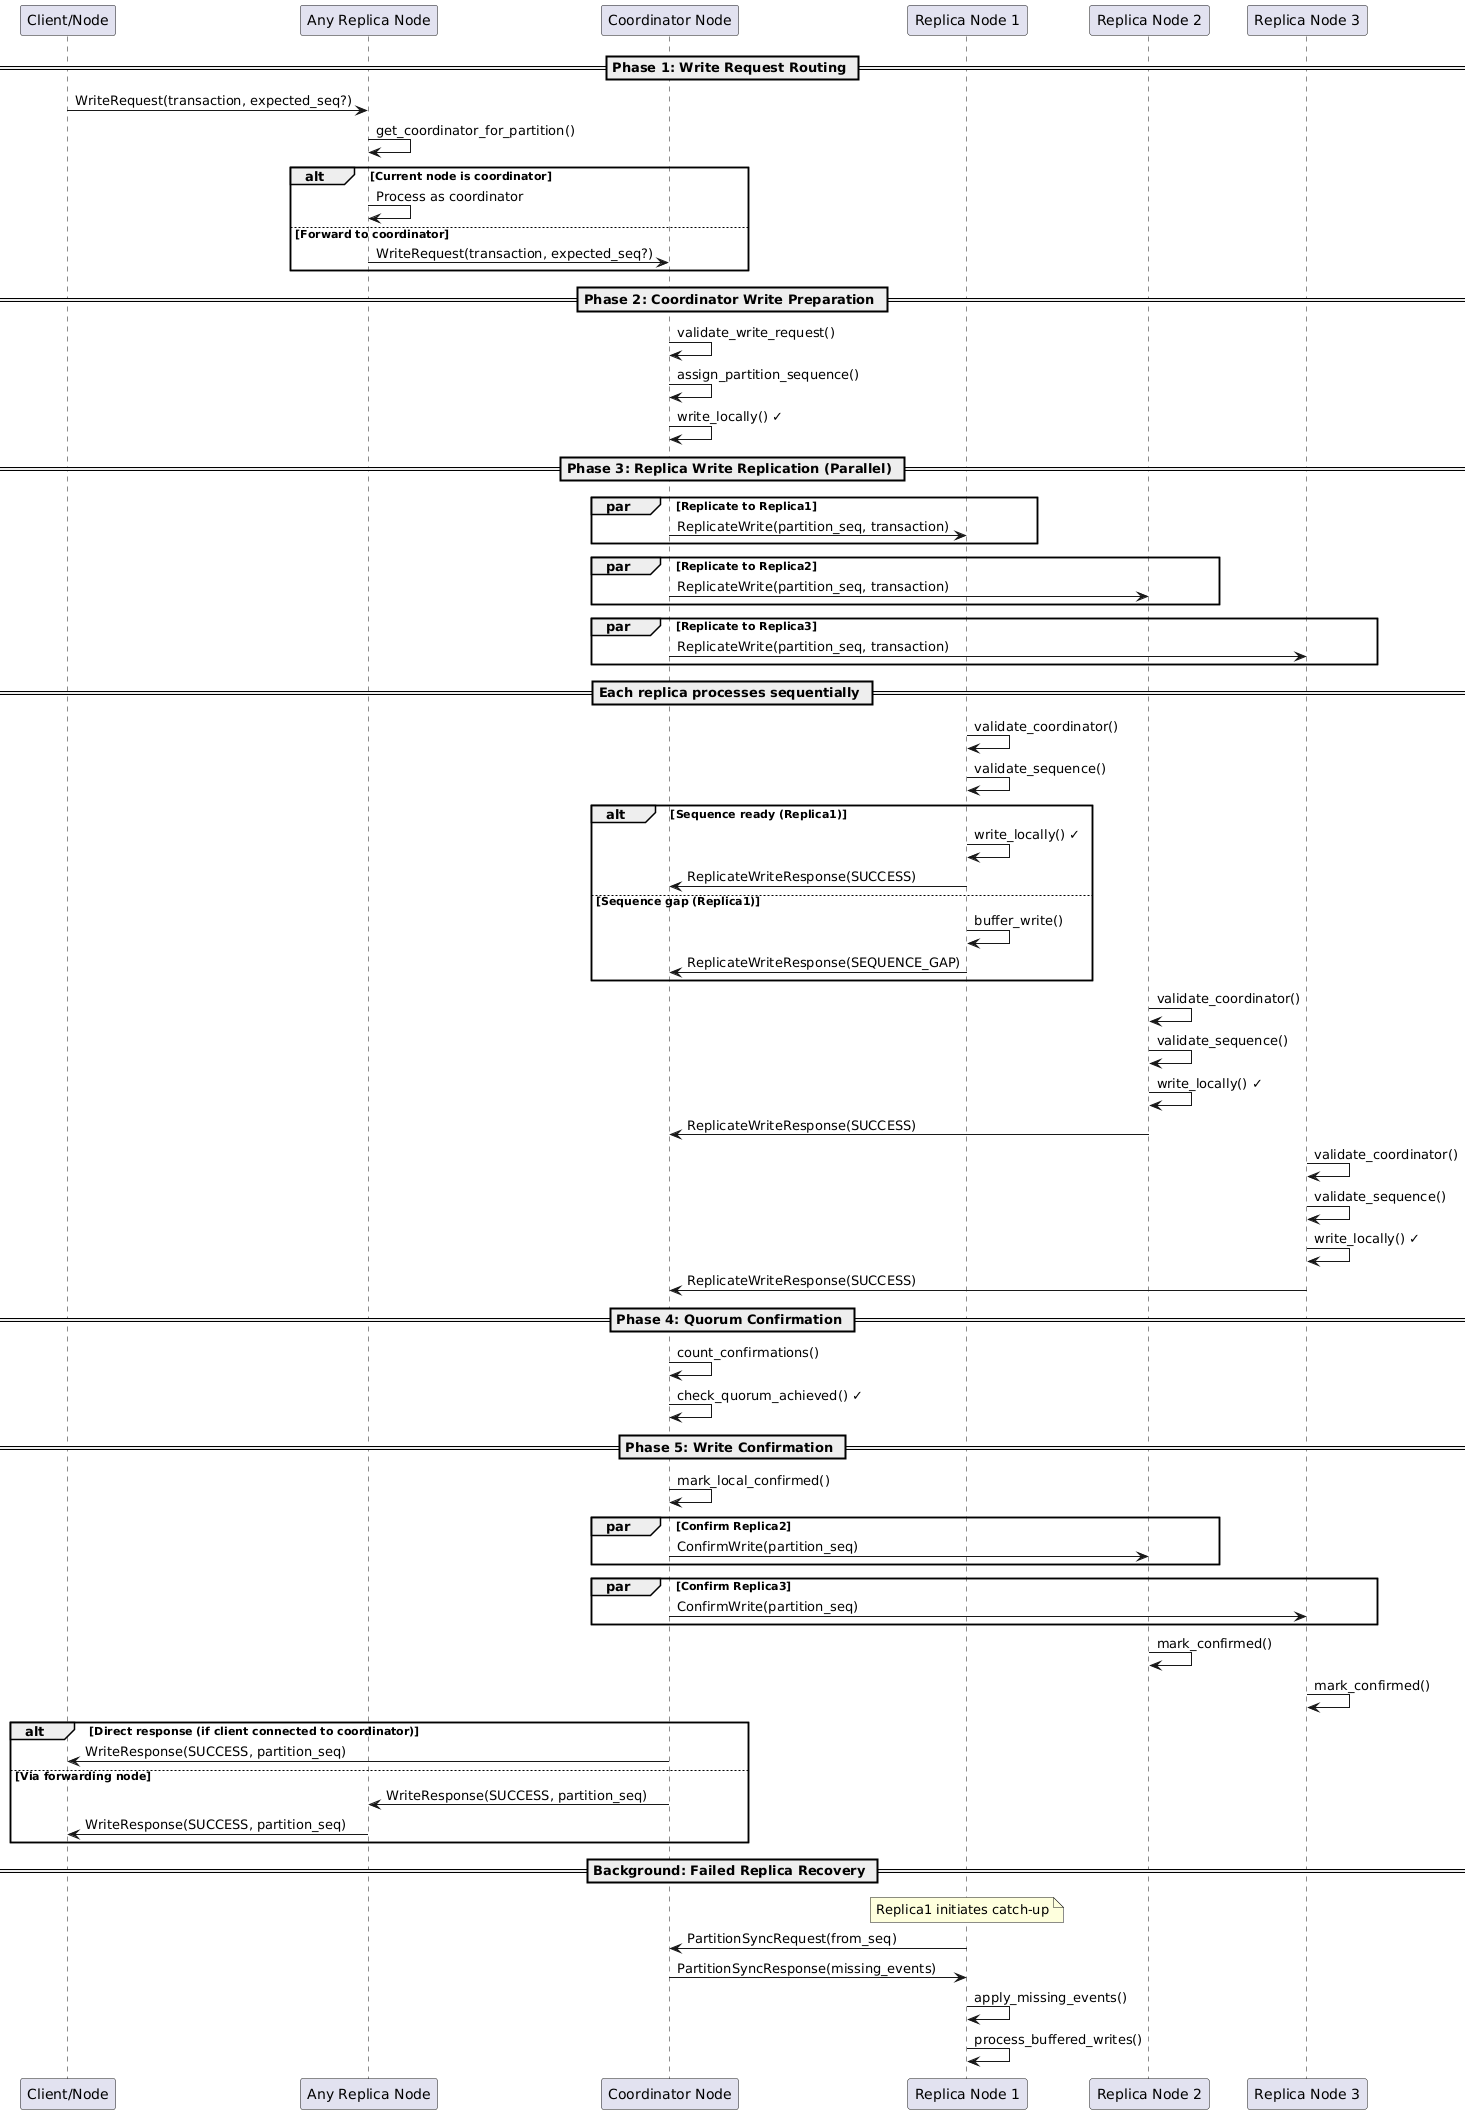 Client/Node
Any Replica Node
Coordinator Node
Replica Node 1
Replica Node 2
Replica Node 3
Phase 1: Write Request Routing
WriteRequest(transaction, expected_seq?)
get_coordinator_for_partition()
alt
[Current node is coordinator]
Process as coordinator
[Forward to coordinator]
WriteRequest(transaction, expected_seq?)
Phase 2: Coordinator Write Preparation
validate_write_request()
assign_partition_sequence()
write_locally() ✓
Phase 3: Replica Write Replication (Parallel)
par
[Replicate to Replica1]
ReplicateWrite(partition_seq, transaction)
par
[Replicate to Replica2]
ReplicateWrite(partition_seq, transaction)
par
[Replicate to Replica3]
ReplicateWrite(partition_seq, transaction)
Each replica processes sequentially
validate_coordinator()
validate_sequence()
alt
[Sequence ready (Replica1)]
write_locally() ✓
ReplicateWriteResponse(SUCCESS)
[Sequence gap (Replica1)]
buffer_write()
ReplicateWriteResponse(SEQUENCE_GAP)
validate_coordinator()
validate_sequence()
write_locally() ✓
ReplicateWriteResponse(SUCCESS)
validate_coordinator()
validate_sequence()
write_locally() ✓
ReplicateWriteResponse(SUCCESS)
Phase 4: Quorum Confirmation
count_confirmations()
check_quorum_achieved() ✓
Phase 5: Write Confirmation
mark_local_confirmed()
par
[Confirm Replica2]
ConfirmWrite(partition_seq)
par
[Confirm Replica3]
ConfirmWrite(partition_seq)
mark_confirmed()
mark_confirmed()
alt
[Direct response (if client connected to coordinator)]
WriteResponse(SUCCESS, partition_seq)
[Via forwarding node]
WriteResponse(SUCCESS, partition_seq)
WriteResponse(SUCCESS, partition_seq)
Background: Failed Replica Recovery
Replica1 initiates catch-up
PartitionSyncRequest(from_seq)
PartitionSyncResponse(missing_events)
apply_missing_events()
process_buffered_writes()
Client/Node
Any Replica Node
Coordinator Node
Replica Node 1
Replica Node 2
Replica Node 3